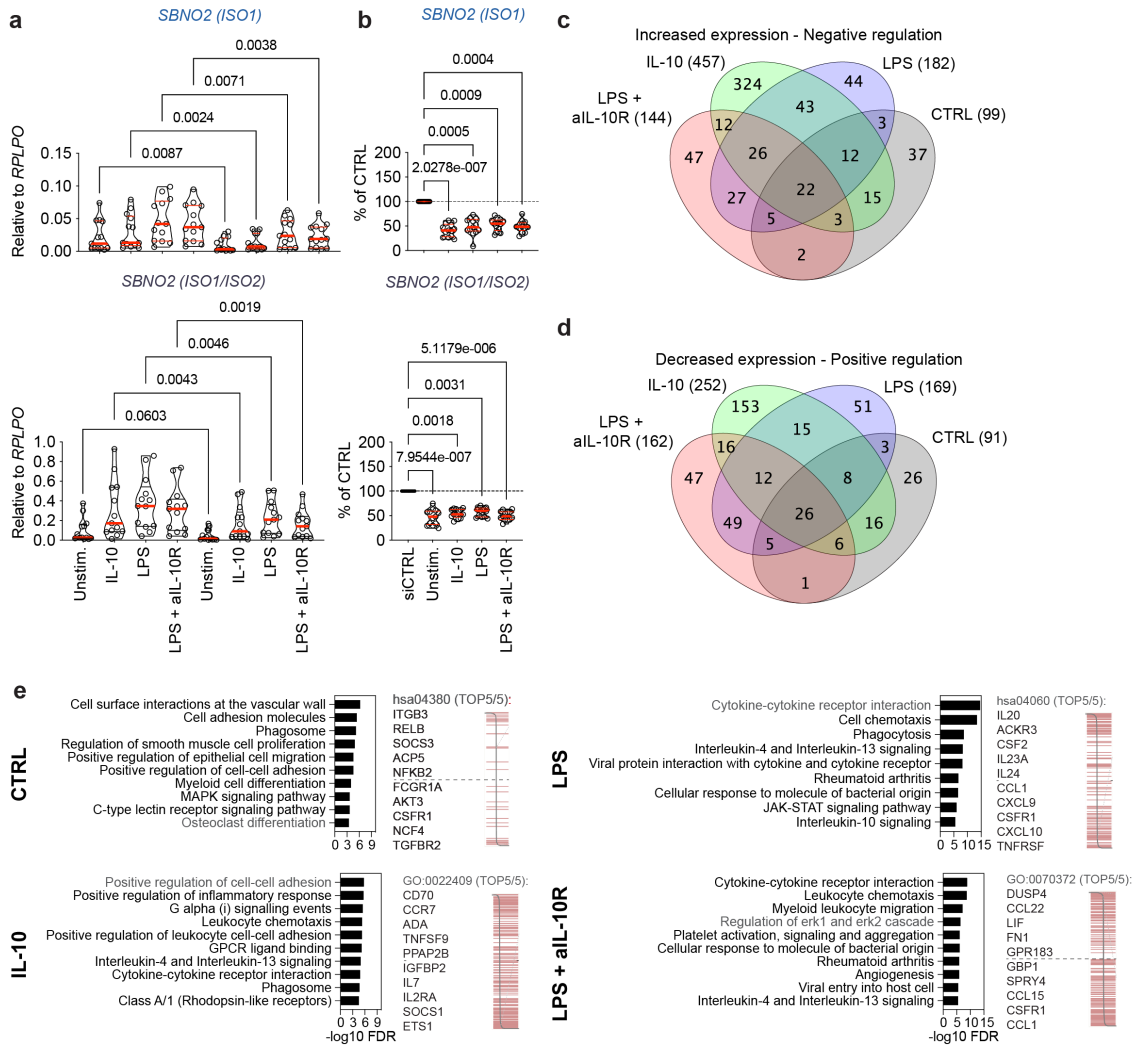 a
SBNO2 (ISO1)
0.0038
0.0071
0.0024
0.0087
Relative to RPLPO
0.15
0.10
0.05
0.00
SBNO2 (ISO1/ISO2)
0.0019
0.0046
0.0043
0.0603
Relative to RPLPO
1.0
0.8
0.6
0.4
0.2
0.0
Unstim.
IL-10
LPS
LPS + aIL-10R
Unstim.
IL-10
LPS
LPS + aIL-10R
b
SBNO2 (ISO1)
0.0004
0.0009
0.0005
2.0278e-007
% of CTRL
200
150
100
50
0
SBNO2 (ISO1/ISO2)
5.1179e-006
0.0031
0.0018
7.9544e-007
% of CTRL
200
150
100
50
0
siCTRL
Unstim.
IL-10
LPS
LPS + aIL-10R
c
Increased expression - Negative regulation
IL-10 (457)
LPS (182)
LPS +
aIL-10R (144)
CTRL (99)
324
44
43
12
3
47
26
12
37
22
27
15
5
3
2
d
Decreased expression - Positive regulation
IL-10 (252)
LPS (169)
LPS +
aIL-10R (162)
CTRL (91)
153
51
15
16
3
47
12
8
26
26
49
16
5
6
1
e
CTRL
Cell surface interactions at the vascular wall
Cell adhesion molecules
Phagosome
Regulation of smooth muscle cell proliferation
Positive regulation of epithelial cell migration
Positive regulation of cell-cell adhesion
Myeloid cell differentiation
MAPK signaling pathway
C-type lectin receptor signaling pathway
Osteoclast differentiation
0 3 6 9
hsa04380 (TOP5/5):
ITGB3
RELB
SOCS3
ACP5
NFKB2
FCGR1A
AKT3
CSFR1
NCF4
TGFBR2
LPS
Cytokine-cytokine receptor interaction
Cell chemotaxis
Phagocytosis
Interleukin-4 and Interleukin-13 signaling
Viral protein interaction with cytokine and cytokine receptor
Rheumatoid arthritis
Cellular response to molecule of bacterial origin
JAK-STAT signaling pathway
Interleukin-10 signaling
0 5 10 15
hsa04060 (TOP5/5):
IL20
ACKR3
CSF2
IL23A
IL24
CCL1
CXCL9
CSFR1
CXCL10
TNFRSF
IL-10
Positive regulation of cell-cell adhesion
Positive regulation of inflammatory response
G alpha (i) signalling events
Leukocyte chemotaxis
Positive regulation of leukocyte cell-cell adhesion
GPCR ligand binding
Interleukin-4 and Interleukin-13 signaling
Cytokine-cytokine receptor interaction
Phagosome
Class A/1 (Rhodopsin-like receptors)
0 3 6 9
-log10 FDR
GO:0022409 (TOP5/5):
CD70
CCR7
ADA
TNFSF9
PPAP2B
IGFBP2
IL7
IL2RA
SOCS1
ETS1
LPS + aIL-10R
Cytokine-cytokine receptor interaction
Leukocyte chemotaxis
Myeloid leukocyte migration
Regulation of erk1 and erk2 cascade
Platelet activation, signaling and aggregation
Cellular response to molecule of bacterial origin
Rheumatoid arthritis
Angiogenesis
Viral entry into host cell
Interleukin-4 and Interleukin-13 signaling
0 5 10 15
-log10 FDR
GO:0070372 (TOP5/5):
DUSP4
CCL22
LIF
FN1
GPR183
GBP1
SPRY4
CCL15
CSFR1
CCL1